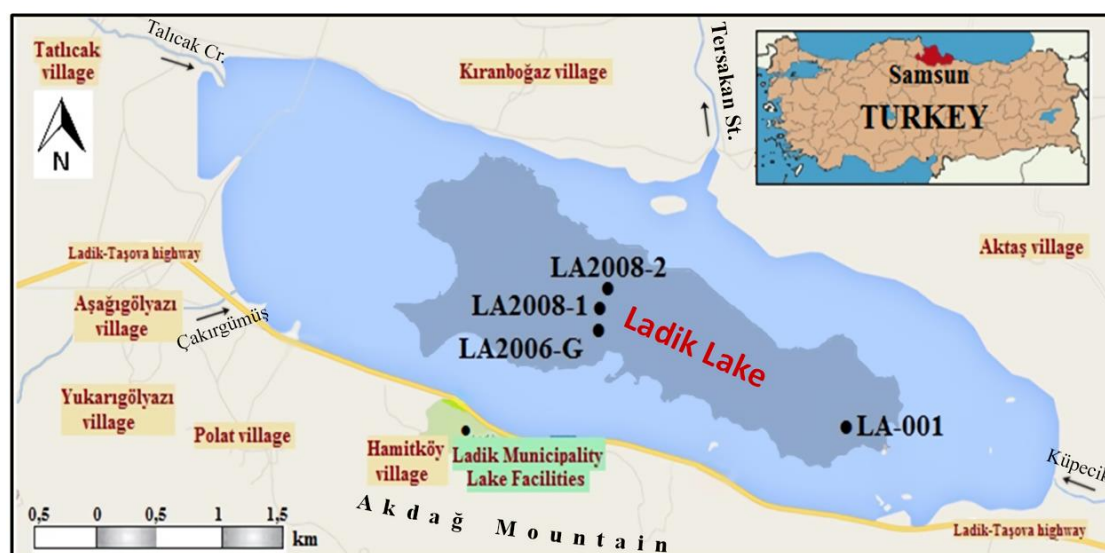 Tatlıcak
village
Talıcak Cr.
N
Kıranboğaz village
Tersakan St.
Samsun
TURKEY
Aktaş village
Ladik-Taşova highway
Aşağıgölyazı
village
Çakırgümüş
Yukarıgölyazı
village
Polat village
LA2008-2
LA2008-1
LA2006-G
Ladik Lake
LA-001
Hamitköy
village
Ladik Municipality
Lake Facilities
Küpecik
Akdağ Mountain
Ladik-Taşova highway
0,5 0 0,5 1 1,5
km